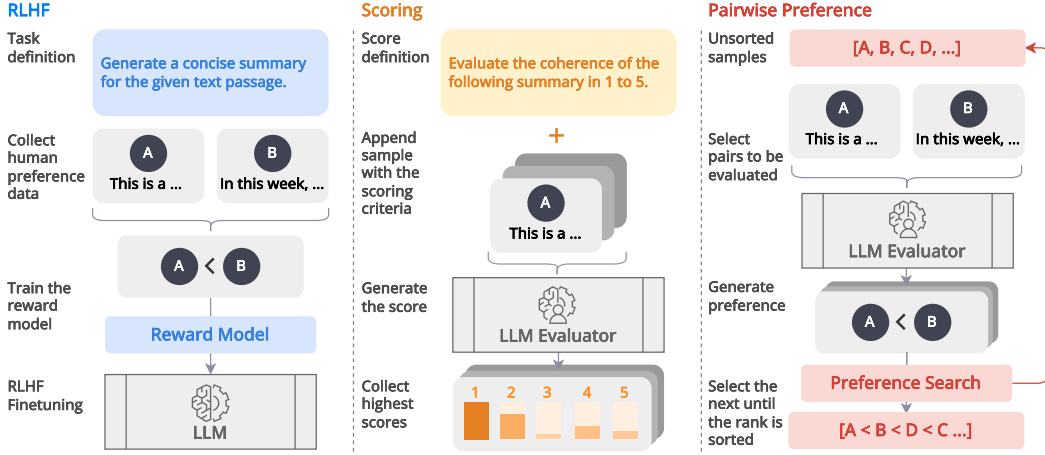 RLHF
Task
definition
Generate a concise summary
for the given text passage.
Collect
human
preference
data
A
This is a ...
B
In this week, ...
A < B
Train the
reward
model
Reward Model
RLHF
Finetuning
LLM
Scoring
Score
definition
Evaluate the coherence of the
following summary in 1 to 5.
+
Append
sample
with the
scoring
criteria
A
This is a ...
Generate
the score
LLM Evaluator
Collect
highest
scores
1 2 3 4 5
Pairwise Preference
Unsorted
samples
[A, B, C, D, ...]
Select
pairs to be
evaluated
A
This is a ...
B
In this week, ...
LLM Evaluator
Generate
preference
A < B
Select the
next until
the rank is
sorted
Preference Search
[A < B < D < C ...]